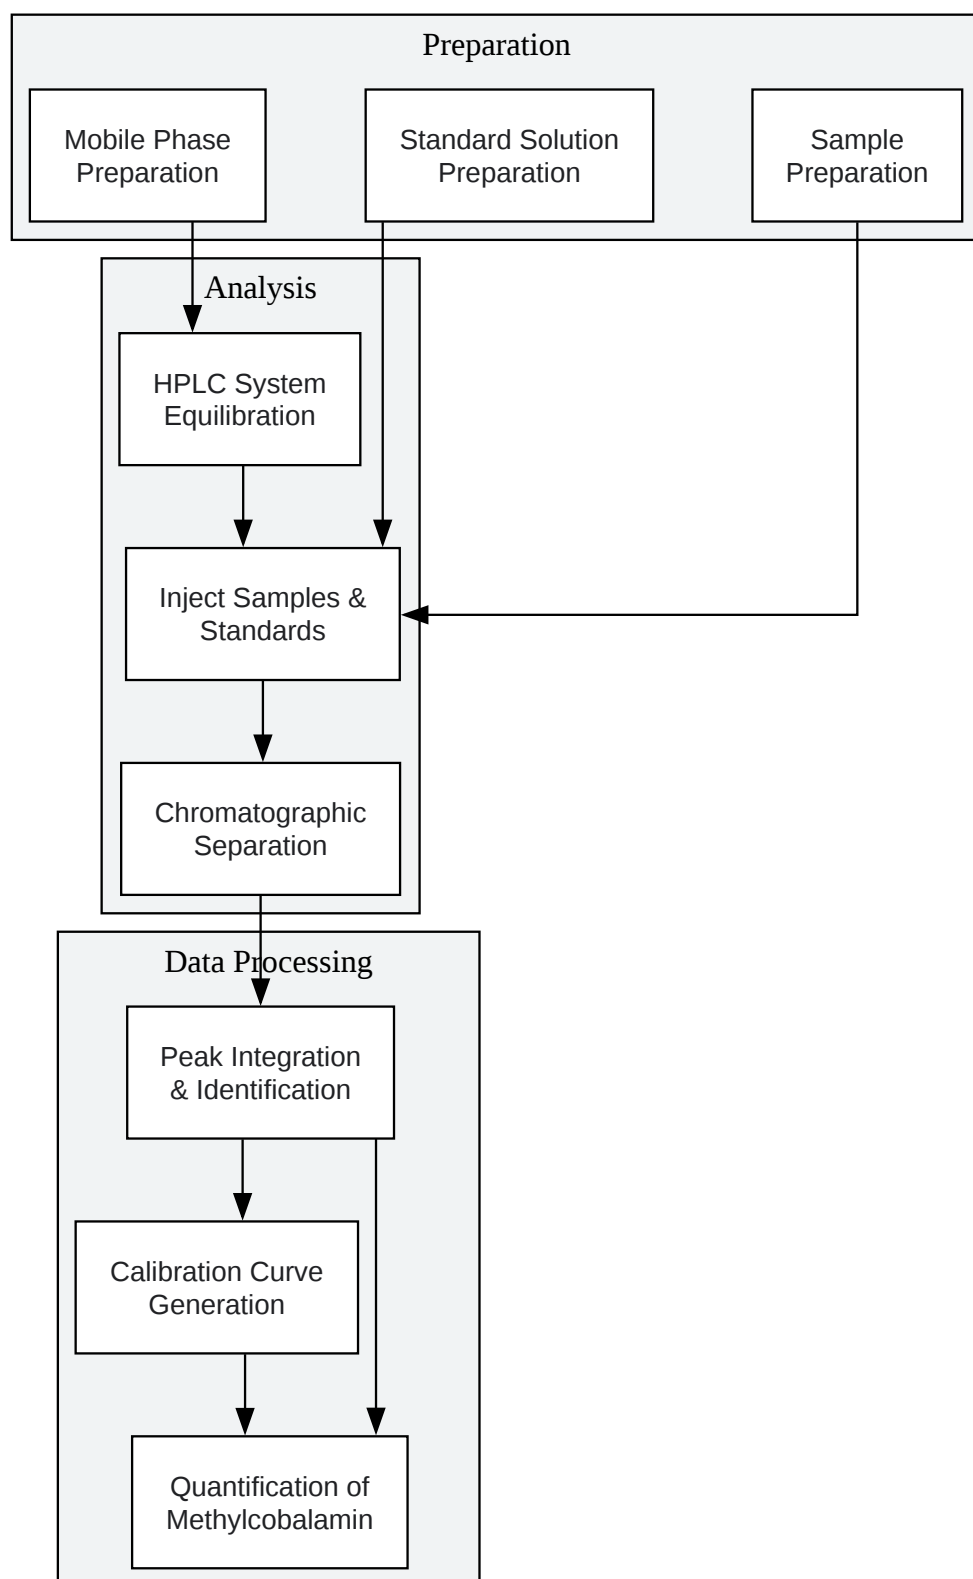 Preparation
Mobile Phase
Preparation
Standard Solution
Preparation
Sample
Preparation
Analysis
HPLC System
Equilibration
Inject Samples &
Standards
Chromatographic
Separation
Data Processing
Peak Integration
& Identification
Calibration Curve
Generation
Quantification of
Methylcobalamin